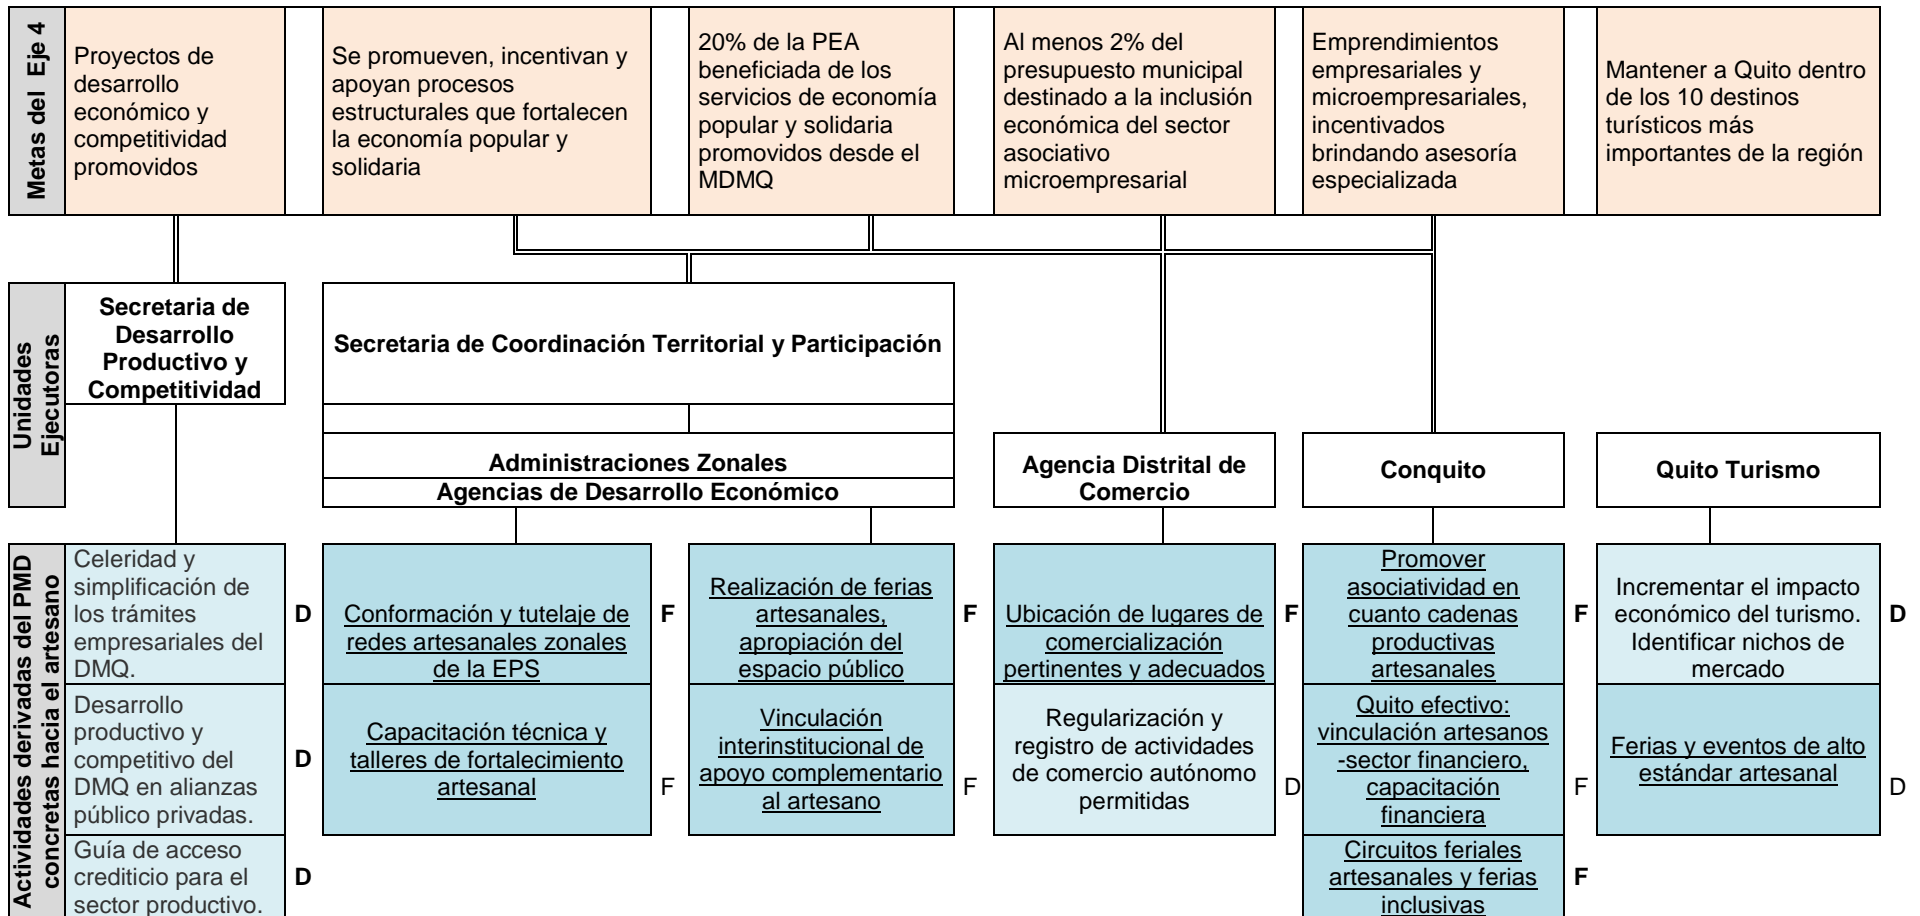 Metas del Eje 4
Proyectos de
desarrollo
económico y
competitividad
promovidos
Se promueven, incentivan y
apoyan procesos
estructurales que fortalecen
la economía popular y
solidaria
20% de la PEA
beneficiada de los
servicios de economía
popular y solidaria
promovidos desde el
MDMQ
Al menos 2% del
presupuesto municipal
destinado a la inclusión
económica del sector
asociativo
microempresarial
Emprendimientos
empresariales y
microempresariales,
incentivados
brindando asesoría
especializada
Mantener a Quito dentro
de los 10 destinos
turísticos más
importantes de la región
Unidades
Ejecutoras
Secretaria de
Desarrollo
Productivo y
Competitividad
Secretaria de Coordinación Territorial y Participación
Administraciones Zonales
Agencias de Desarrollo Económico
Agencia Distrital de
Comercio
Conquito
Quito Turismo
Actividades derivadas del PMD
concretas hacia el artesano
Celeridad y
simplificación de
los trámites
empresariales del
DMQ.
D
Conformación y tutelaje de
redes artesanales zonales
de la EPS
F
Realización de ferias
artesanales,
apropiación del
espacio público
F
Ubicación de lugares de
comercialización
pertinentes y adecuados
F
Promover
asociatividad en
cuanto cadenas
productivas
artesanales
F
Incrementar el impacto
económico del turismo.
Identificar nichos de
mercado
D
Desarrollo
productivo y
competitivo del
DMQ en alianzas
público privadas.
D
Capacitación técnica y
talleres de fortalecimiento
artesanal
F
Vinculación
interinstitucional de
apoyo complementario
al artesano
F
Regularización y
registro de actividades
de comercio autónomo
permitidas
D
Quito efectivo:
vinculación artesanos
-sector financiero,
capacitación
financiera
F
Ferias y eventos de alto
estándar artesanal
D
Guía de acceso
crediticio para el
sector productivo.
D
Circuitos feriales
artesanales y ferias
inclusivas
F